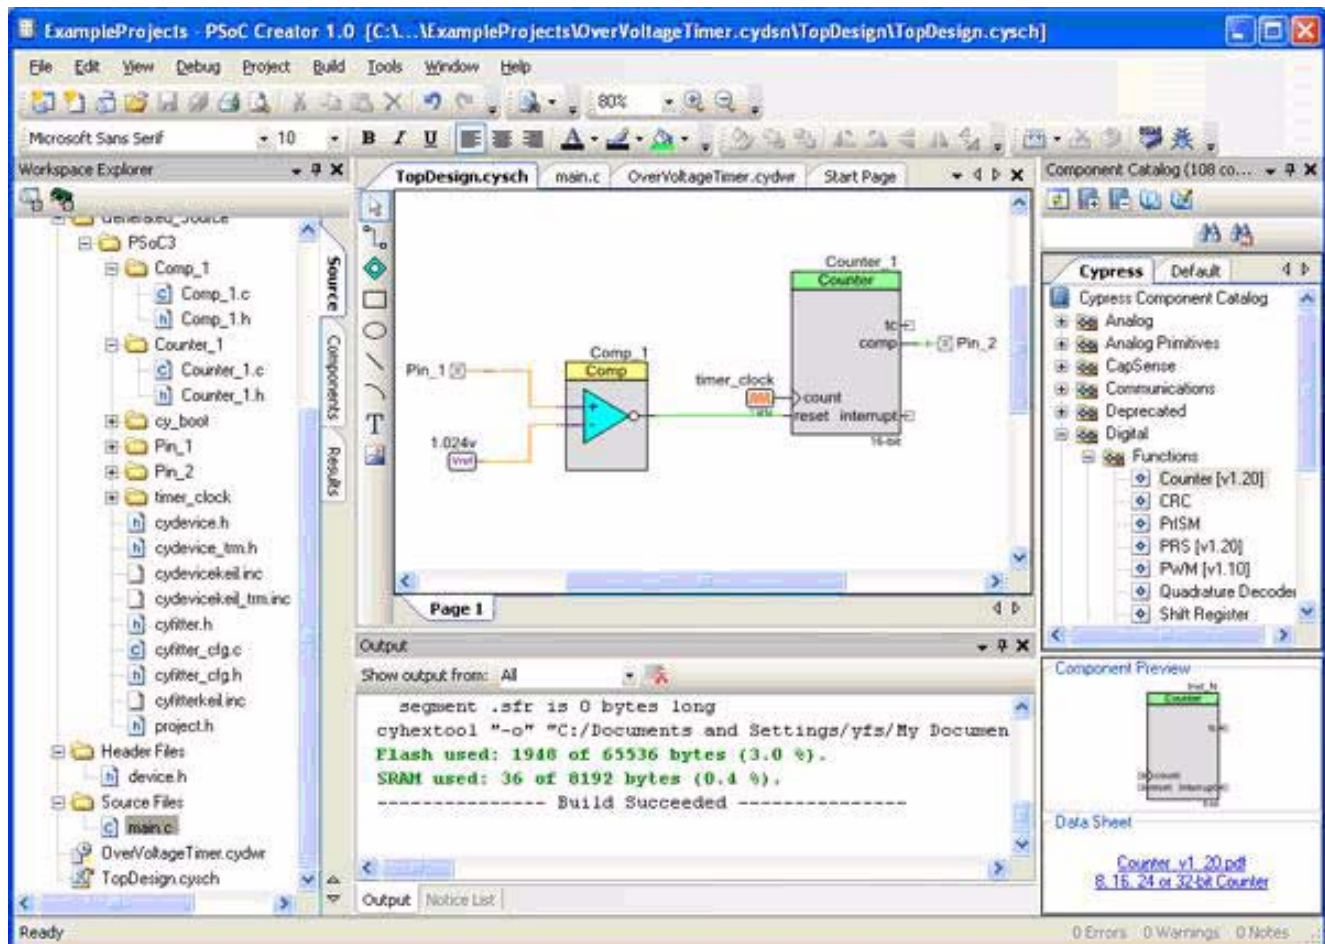 ExampleProjects - PSoC Creator 1.0 [C:\...\ExampleProjects\OverVoltageTimer.cydsn\TopDesign\TopDesign.cysch]
File Edit View Debug Project Build Tools Window Help
80%
Microsoft Sans Serif 10 B I U A
Workspace Explorer
Generated_Source
PSoC3
Comp_1
Comp_1.c
Comp_1.h
Counter_1
Counter_1.c
Counter_1.h
cy_boot
Pin_1
Pin_2
timer_clock
cydevice.h
cydevice_trm.h
cydevicekeil.inc
cydevicekeil_trm.inc
cyfitter.h
cyfitter_cfg.c
cyfitter_cfg.h
cyfitterkeil.inc
project.h
Header Files
device.h
Source Files
main.c
OverVoltageTimer.cydwr
TopDesign.cysch
Source
Components
Results
TopDesign.cysch main.c OverVoltageTimer.cydwr Start Page
T
Counter_1
Counter
tc
comp
Pin_2
timer_clock
count
reset interrupt
16-bit
Comp_1
Comp
Pin_1
1.024v
Vref
Page 1
Output
Show output from: All
segment .sfr is 0 bytes long
cyhextool "-o" "C:/Documents and Settings/yfs/My Documen
Flash used: 1948 of 65536 bytes (3.0 %).
SRAM used: 36 of 8192 bytes (0.4 %).
--------------- Build Succeeded ---------------
Output Notice List
Component Catalog (108 co...
Cypress Default
Cypress Component Catalog
Analog
Analog Primitives
CapSense
Communications
Deprecated
Digital
Functions
Counter [v1.20]
CRC
PrISM
PRS [v1.20]
PWM [v1.10]
Quadrature Decoder
Shift Register
Component Preview
Inst_N
Counter
count
reset interrupt
Data Sheet
Counter_v1_20.pdf
8, 16, 24 or 32-bit Counter
Ready
0 Errors 0 Warnings 0 Notes